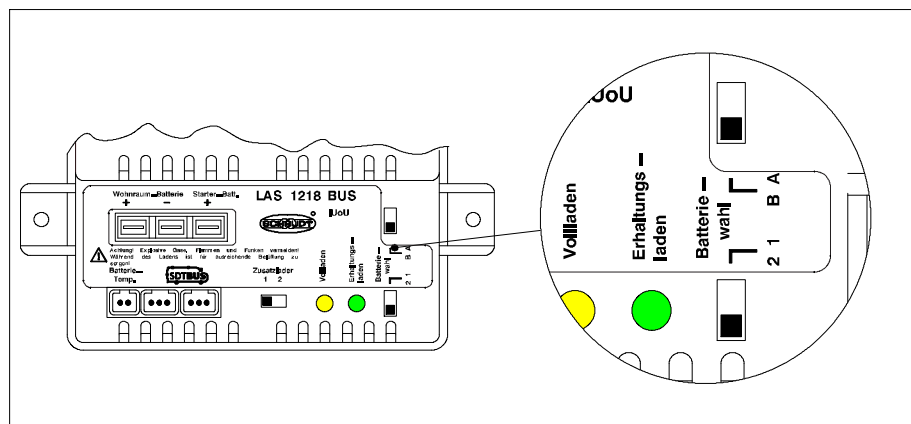 Wohnraum-Batterie Starter-Batt.
+ - +
LAS 1218 BUS
SCHAUDT
IUoU
Achtung! Explosive Gase, Flammen und Funken vermeiden!
Während des Ladens ist für ausreichende Belüftung zu
sorgen!
Batterie-
Temp.
SDTBUS
Zusatzlader
1 2
Vollladen
Erhaltungs-
laden
Batterie-
wahl
2 1
B A
UoU
Vollladen
Erhaltungs-
laden
Batterie-
wahl
2 1
B A